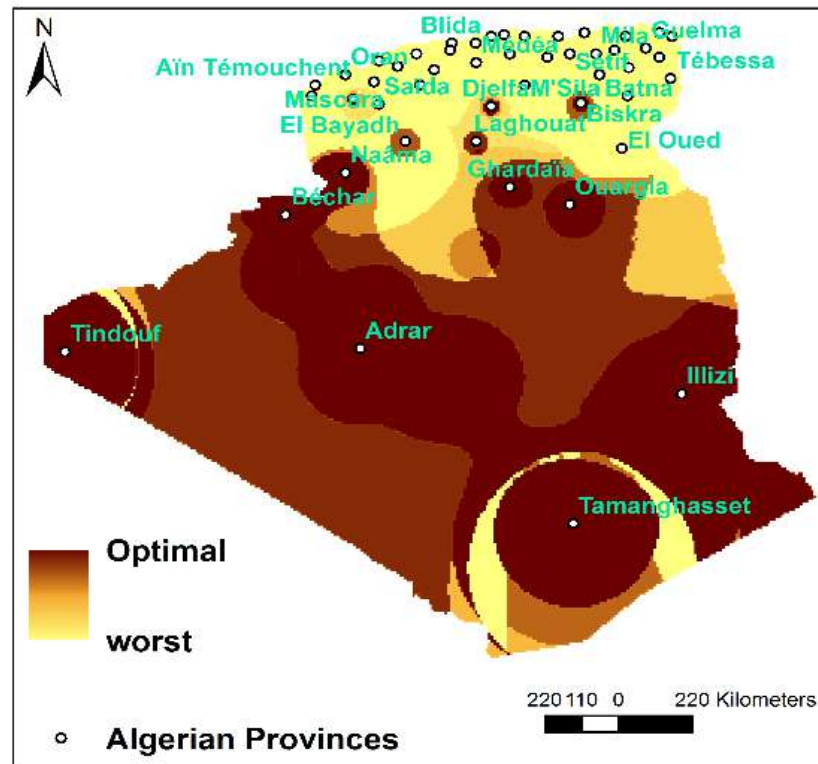 N
Blida
Mila
Guelma
Oran
Médéa
Sétif
Tébessa
Aïn Témouchent
Saïda
Djelfa
M'Sila
Batna
Mascara
Biskra
El Bayadh
Laghouat
El Oued
Naâma
Ghardaïa
Ouargla
Béchar
Tindouf
Adrar
Illizi
Tamanghasset
Optimal
worst
220 110 0 220 Kilometers
Algerian Provinces